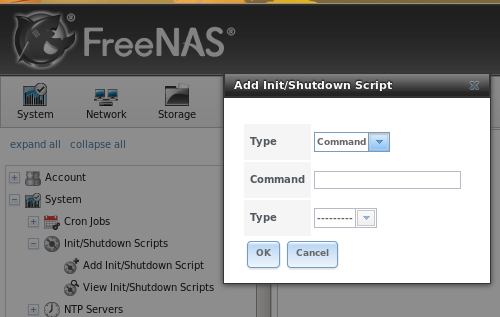 FreeNAS®
System
Network
Storage
expand all collapse all
Account
System
Cron Jobs
Init/Shutdown Scripts
Add Init/Shutdown Script
View Init/Shutdown Scripts
NTP Servers
Add Init/Shutdown Script
Type
Command
Command
Type
---------
OK
Cancel